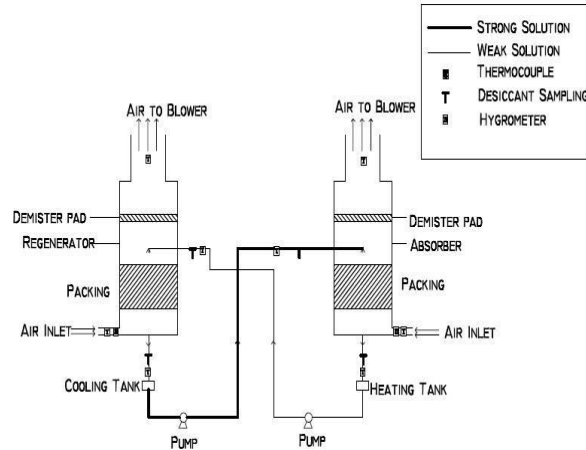 STRONG SOLUTION
WEAK SOLUTION
THERMOCOUPLE
DESICCANT SAMPLING
HYGROMETER
AIR TO BLOWER
AIR TO BLOWER
DEMISTER PAD
DEMISTER PAD
REGENERATOR
ABSORBER
PACKING
PACKING
AIR INLET
AIR INLET
COOLING TANK
HEATING TANK
PUMP
PUMP